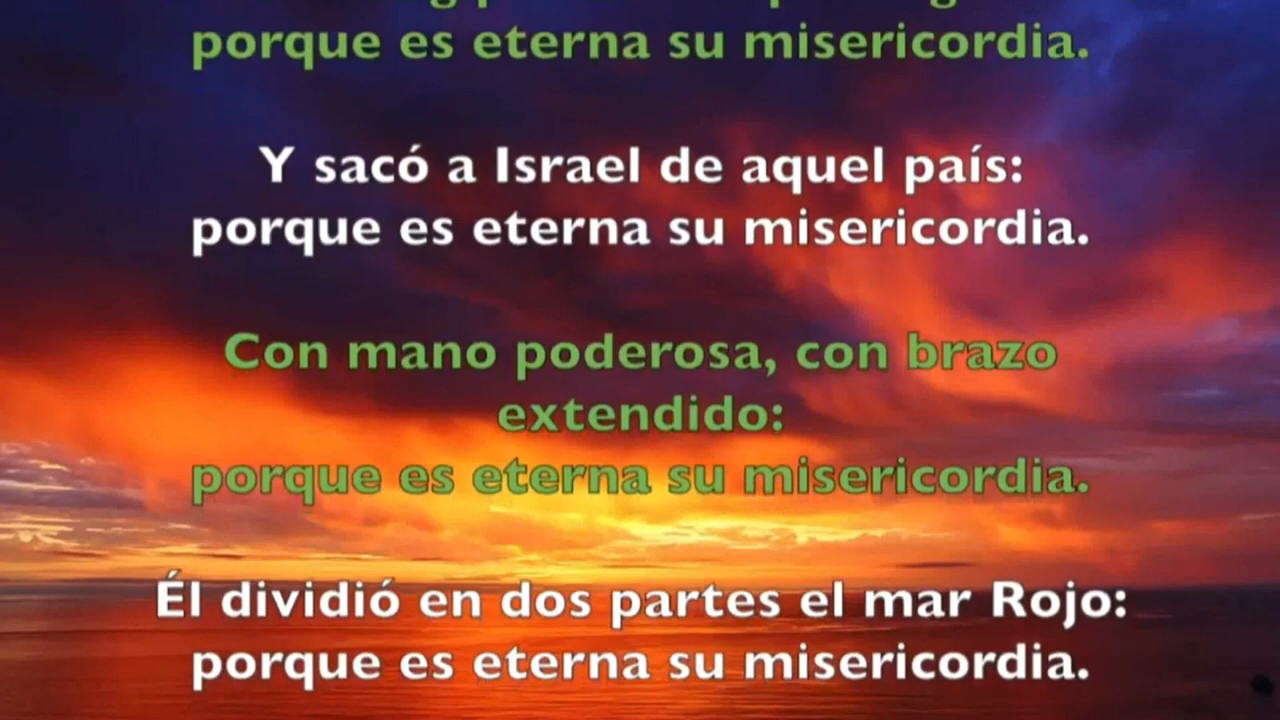 porque es eterna su misericordia.
Y sacó a Israel de aquel país:
porque es eterna su misericordia.
Con mano poderosa, con brazo
extendido:
porque es eterna su misericordia.
Él dividió en dos partes el mar Rojo:
porque es eterna su misericordia.